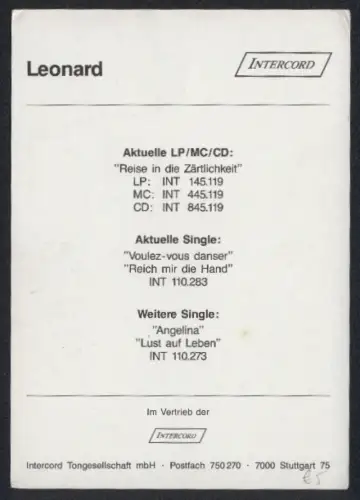 Leonard
INTERCORD
Aktuelle LP/MC/CD:
"Reise in die Zärtlichkeit"
LP: INT 145.119
MC: INT 445.119
CD: INT 845.119
Aktuelle Single:
"Voulez-vous danser"
"Reich mir die Hand"
INT 110.283
Weitere Single:
"Angelina"
"Lust auf Leben"
INT 110.273
Im Vertrieb der
INTERCORD
Intercord Tongesellschaft mbH · Postfach 750270 · 7000 Stuttgart 75
€5